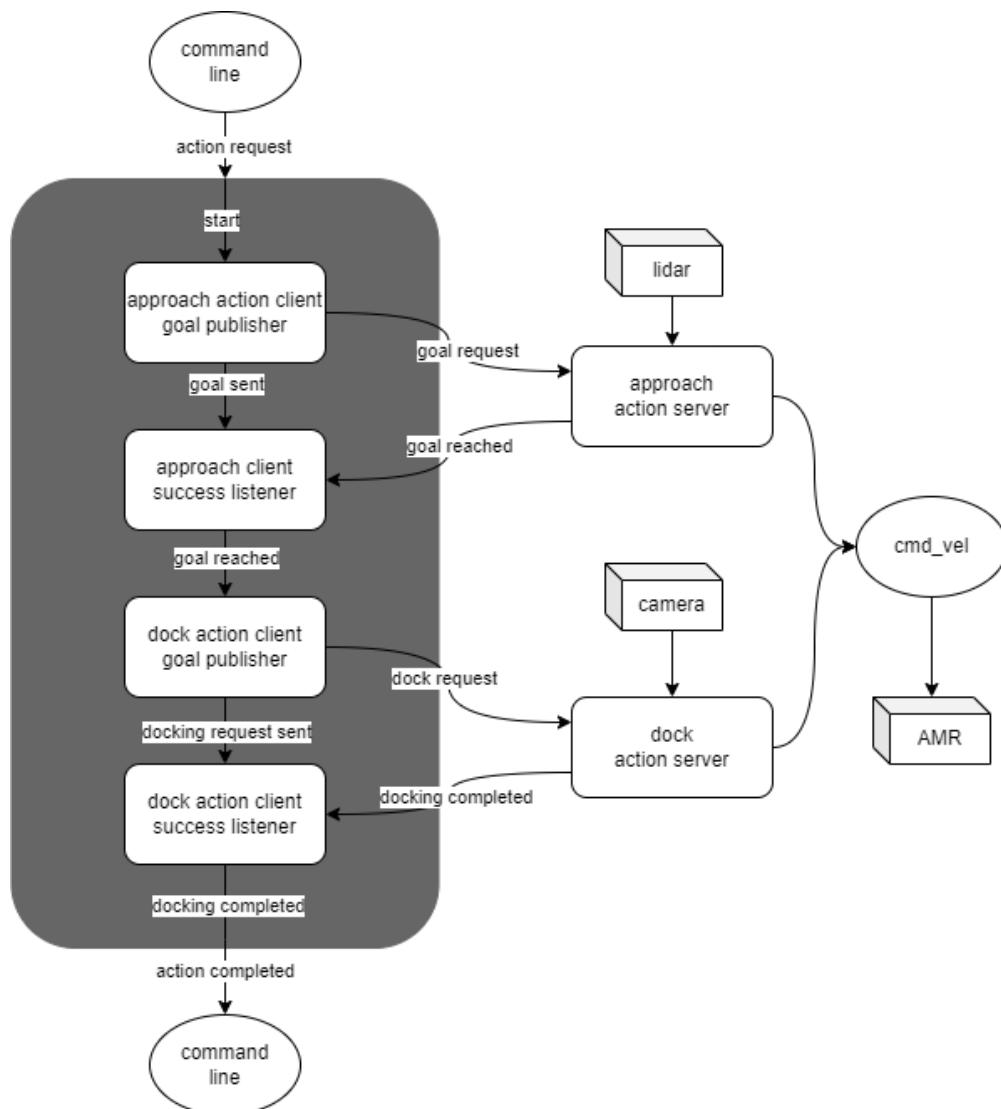 command
line
action request
start
lidar
approach action client
goal publisher
goal request
approach
action server
goal sent
goal reached
approach client
success listener
cmd_vel
goal reached
camera
dock action client
goal publisher
dock request
docking request sent
dock
action server
AMR
dock action client
success listener
docking completed
docking completed
action completed
command
line